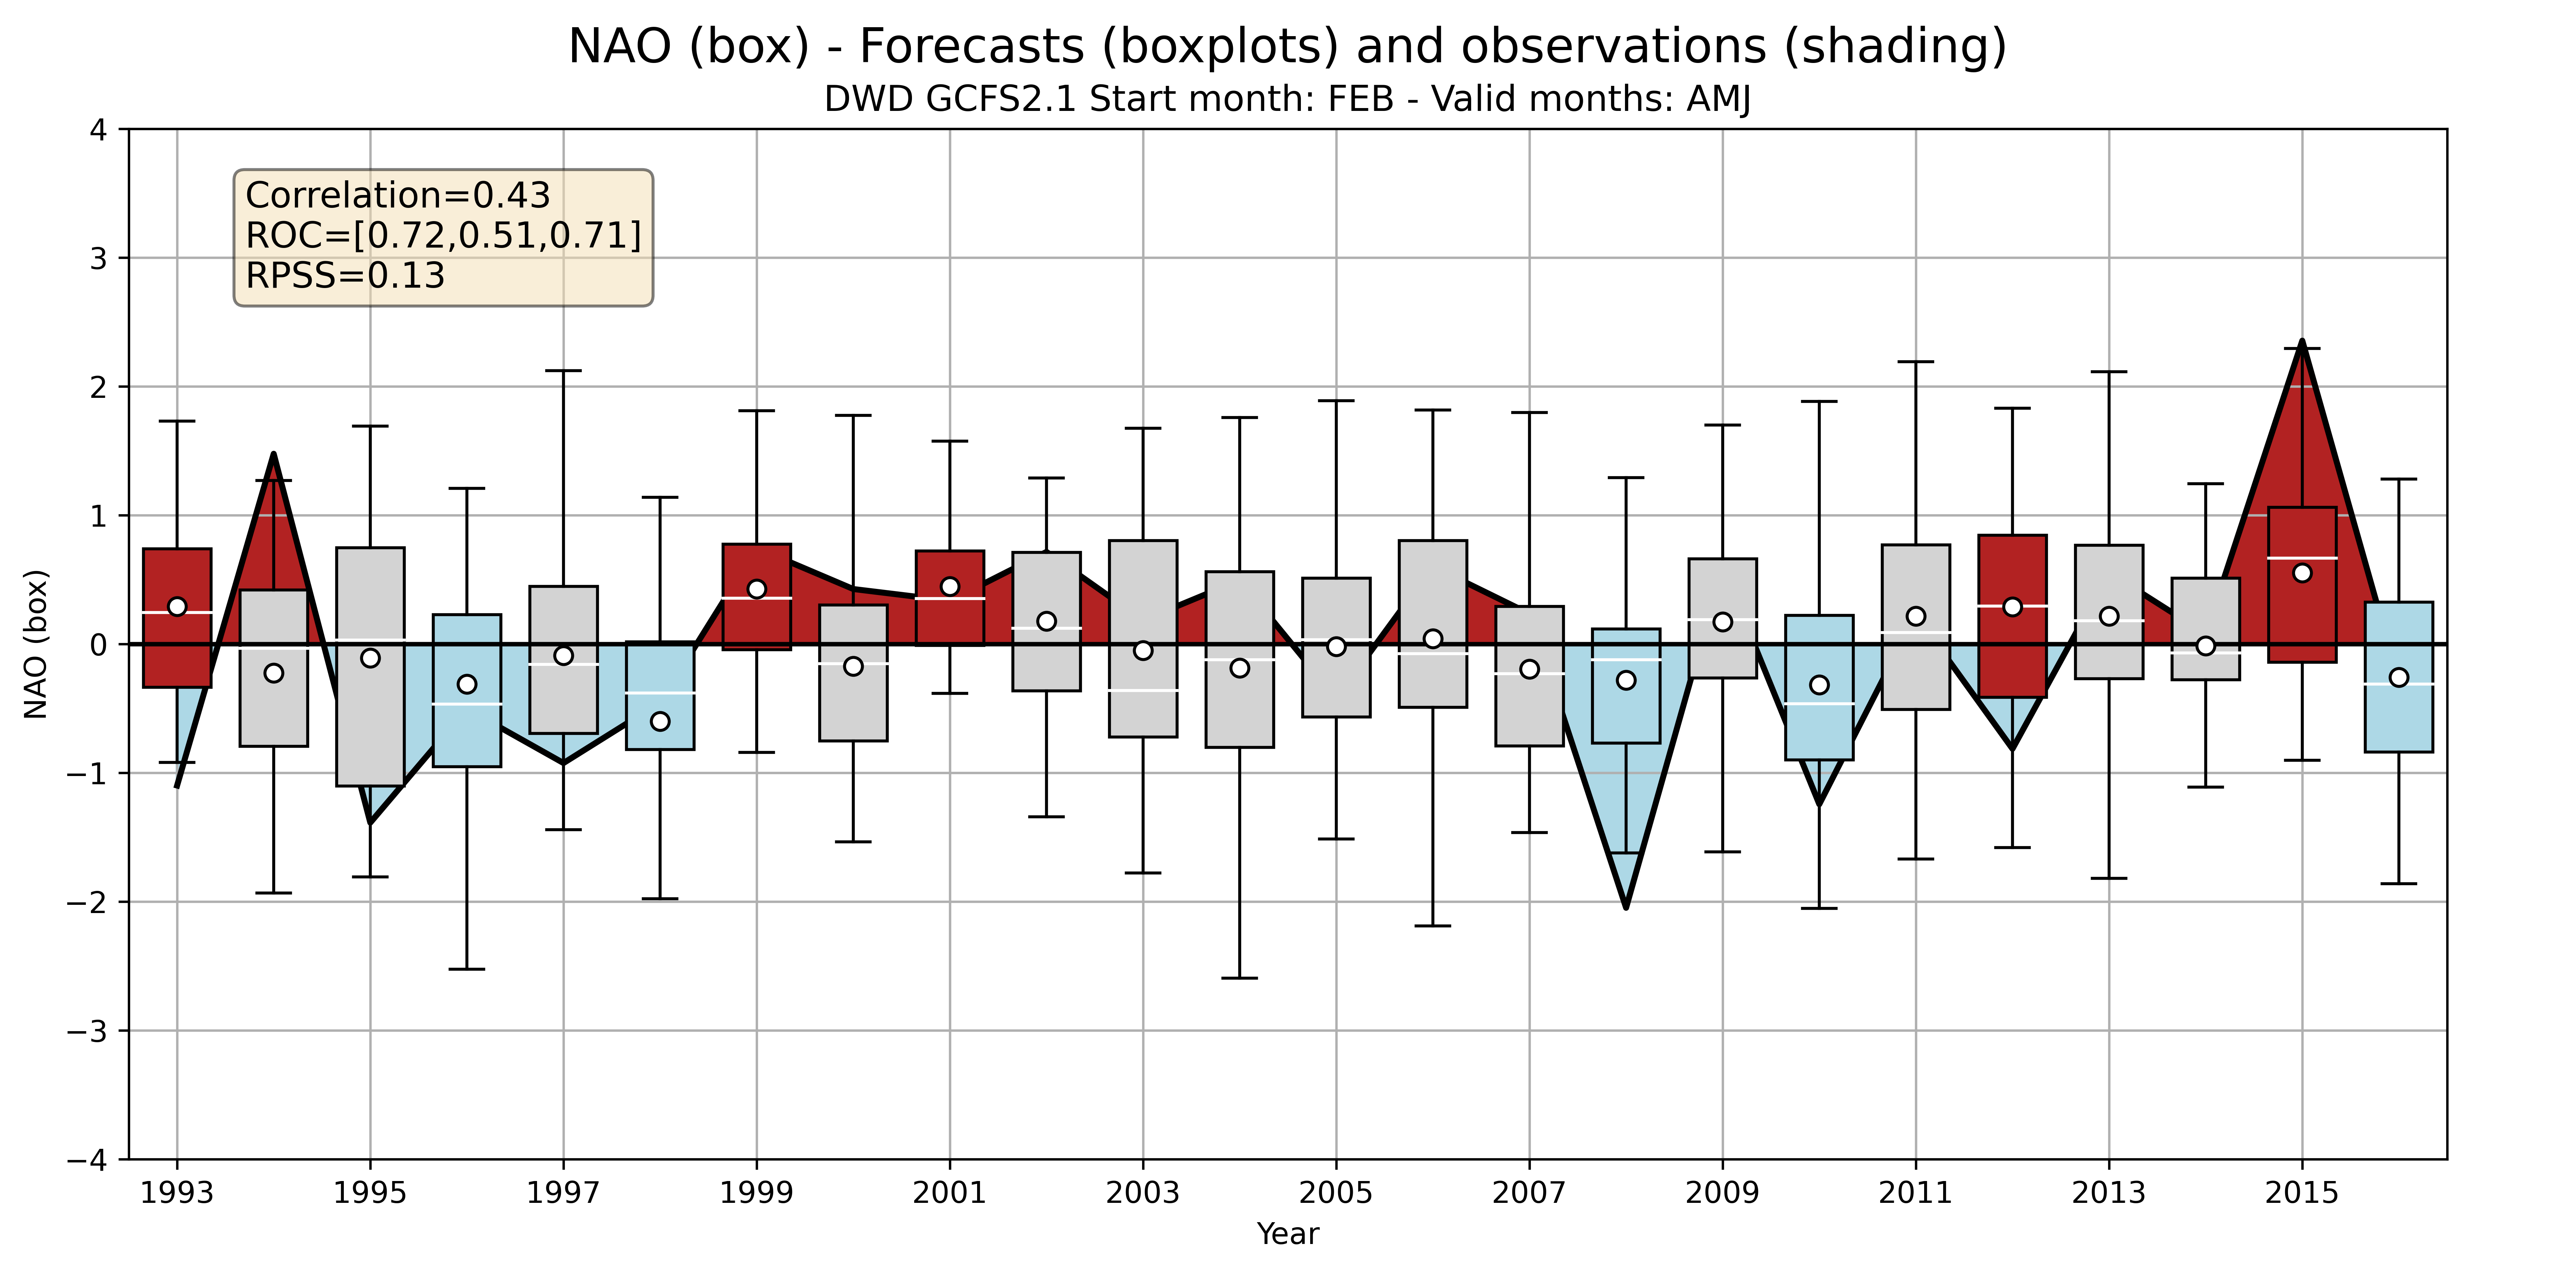 NAO (box) - Forecasts (boxplots) and observations (shading)
DWD GCFS2.1 Start month: FEB - Valid months: AMJ
Correlation=0.43
ROC=[0.72,0.51,0.71]
RPSS=0.13
NAO (box)
4
3
2
1
0
−1
−2
−3
−4
1993 1995 1997 1999 2001 2003 2005 2007 2009 2011 2013 2015
Year